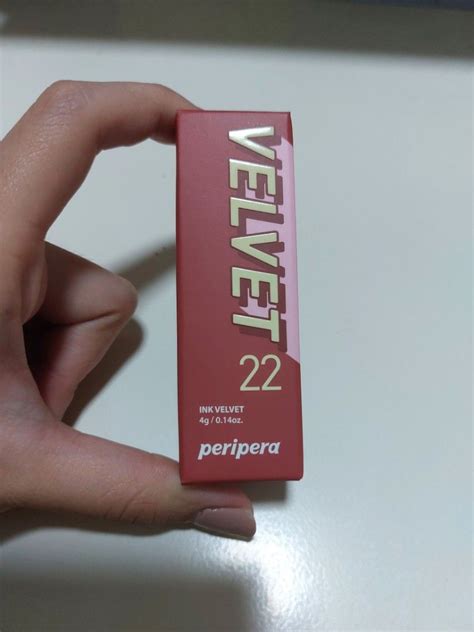 VELVET
22
INK VELVET
4g / 0.14oz.
peripera